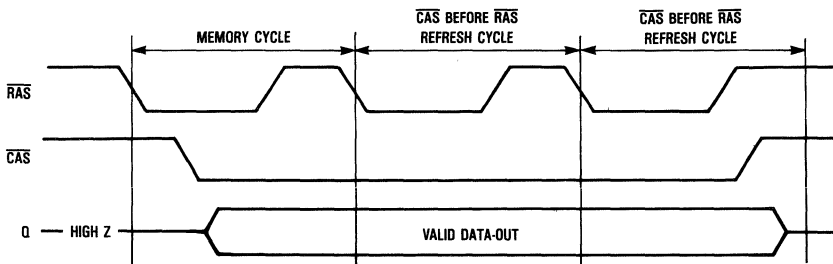 MEMORY CYCLE
CAS BEFORE RAS
REFRESH CYCLE
CAS BEFORE RAS
REFRESH CYCLE
RAS
CAS
Q HIGH Z
VALID DATA-OUT